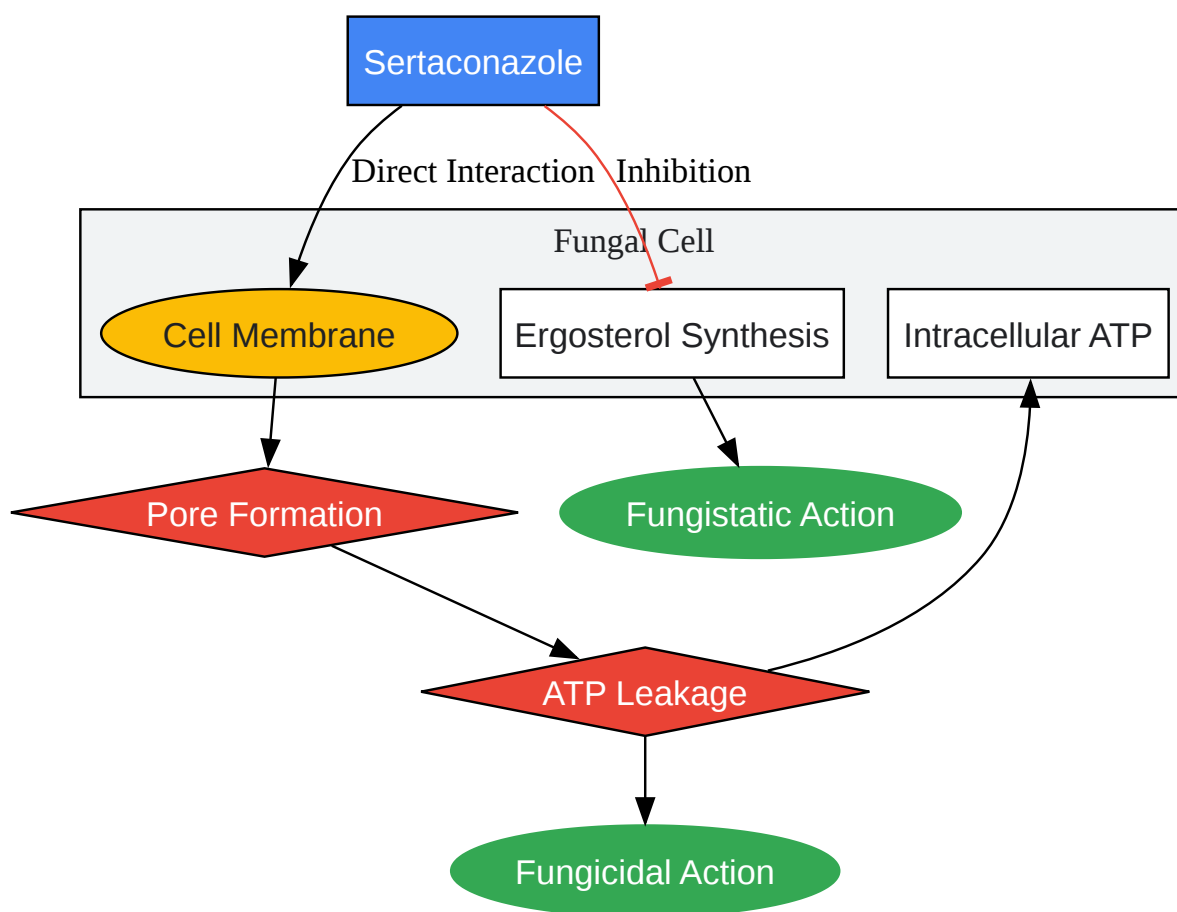 Sertaconazole
Direct Interaction
Inhibition
Fungal Cell
Cell Membrane
Ergosterol Synthesis
Intracellular ATP
Pore Formation
Fungistatic Action
ATP Leakage
Fungicidal Action